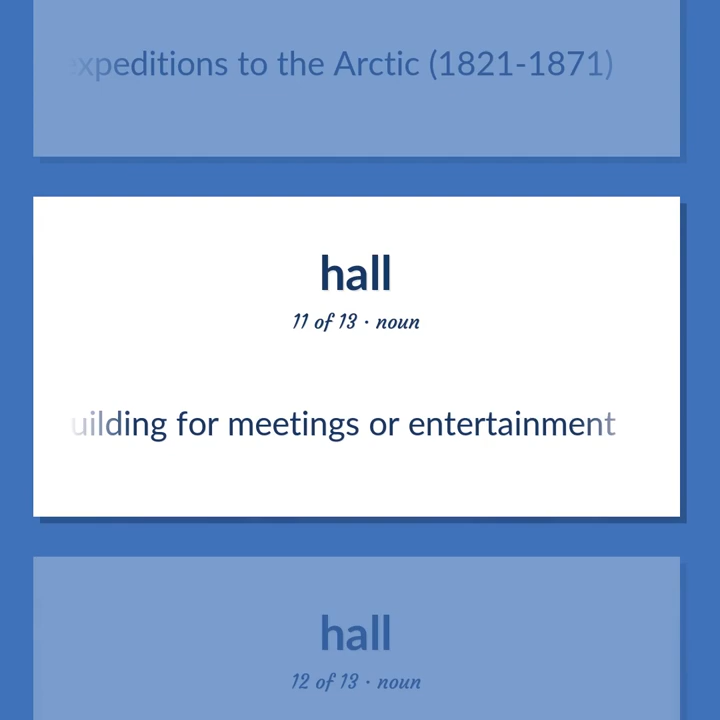 expeditions to the Arctic (1821-1871)
hall
11 of 13 · noun
uilding for meetings or entertainment
hall
12 of 13 · noun